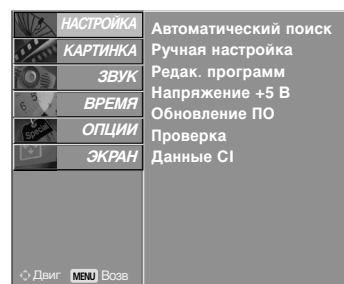 НАСТРОЙКА
КАРТИНКА
ЗВУК
ВРЕМЯ
ОПЦИИ
ЭКРАН
Автоматический поиск
Ручная настройка
Редак. программ
Напряжение +5 В
Обновление ПО
Проверка
Данные CI
Special
Двиг MENU Возв